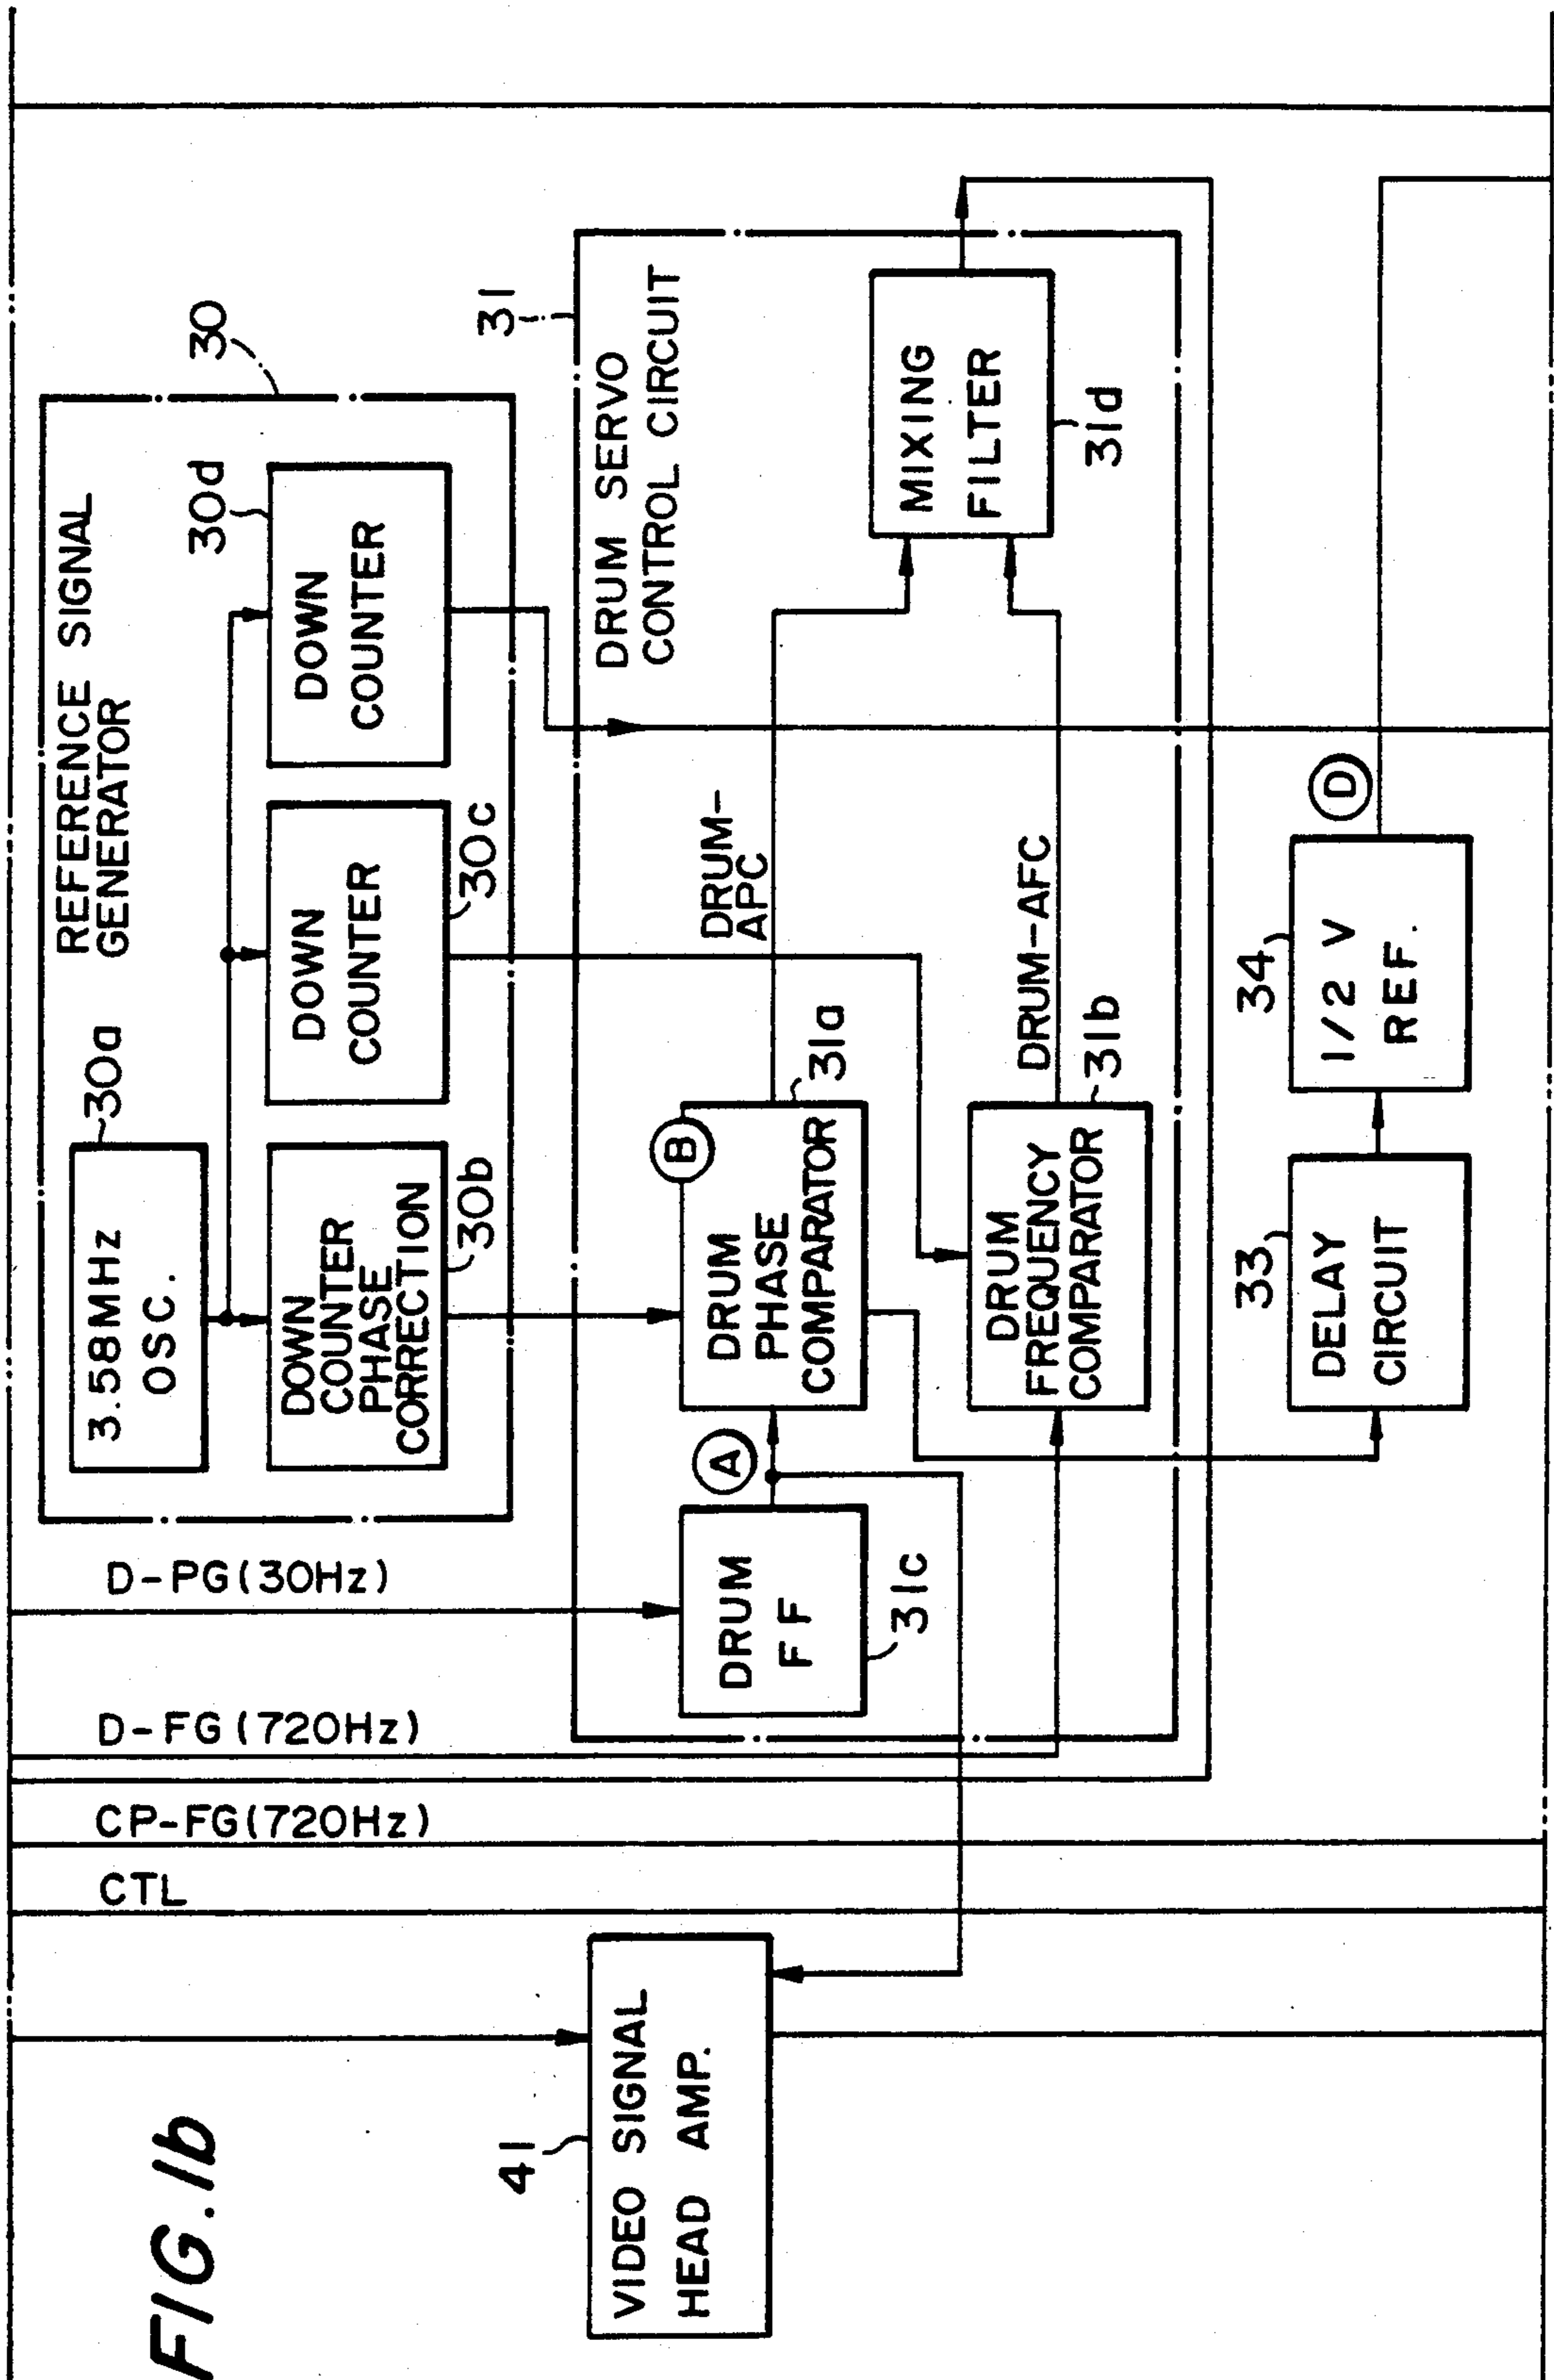 FIG.1b
REFERENCE SIGNAL
GENERATOR
30
30a
3.58MHz
OSC.
30b
DOWN
COUNTER
PHASE
CORRECTION
30c
DOWN
COUNTER
30d
DOWN
COUNTER
D-PG(30Hz)
D-FG(720Hz)
CP-FG(720Hz)
CTL
31
DRUM SERVO
CONTROL CIRCUIT
DRUM
FF
31c
A
B
DRUM
PHASE
COMPARATOR
31a
DRUM-
APC
DRUM
FREQUENCY
COMPARATOR
31b
DRUM-AFC
MIXING
FILTER
31d
41
VIDEO SIGNAL
HEAD AMP.
33
DELAY
CIRCUIT
34
1/2 V
REF.
D